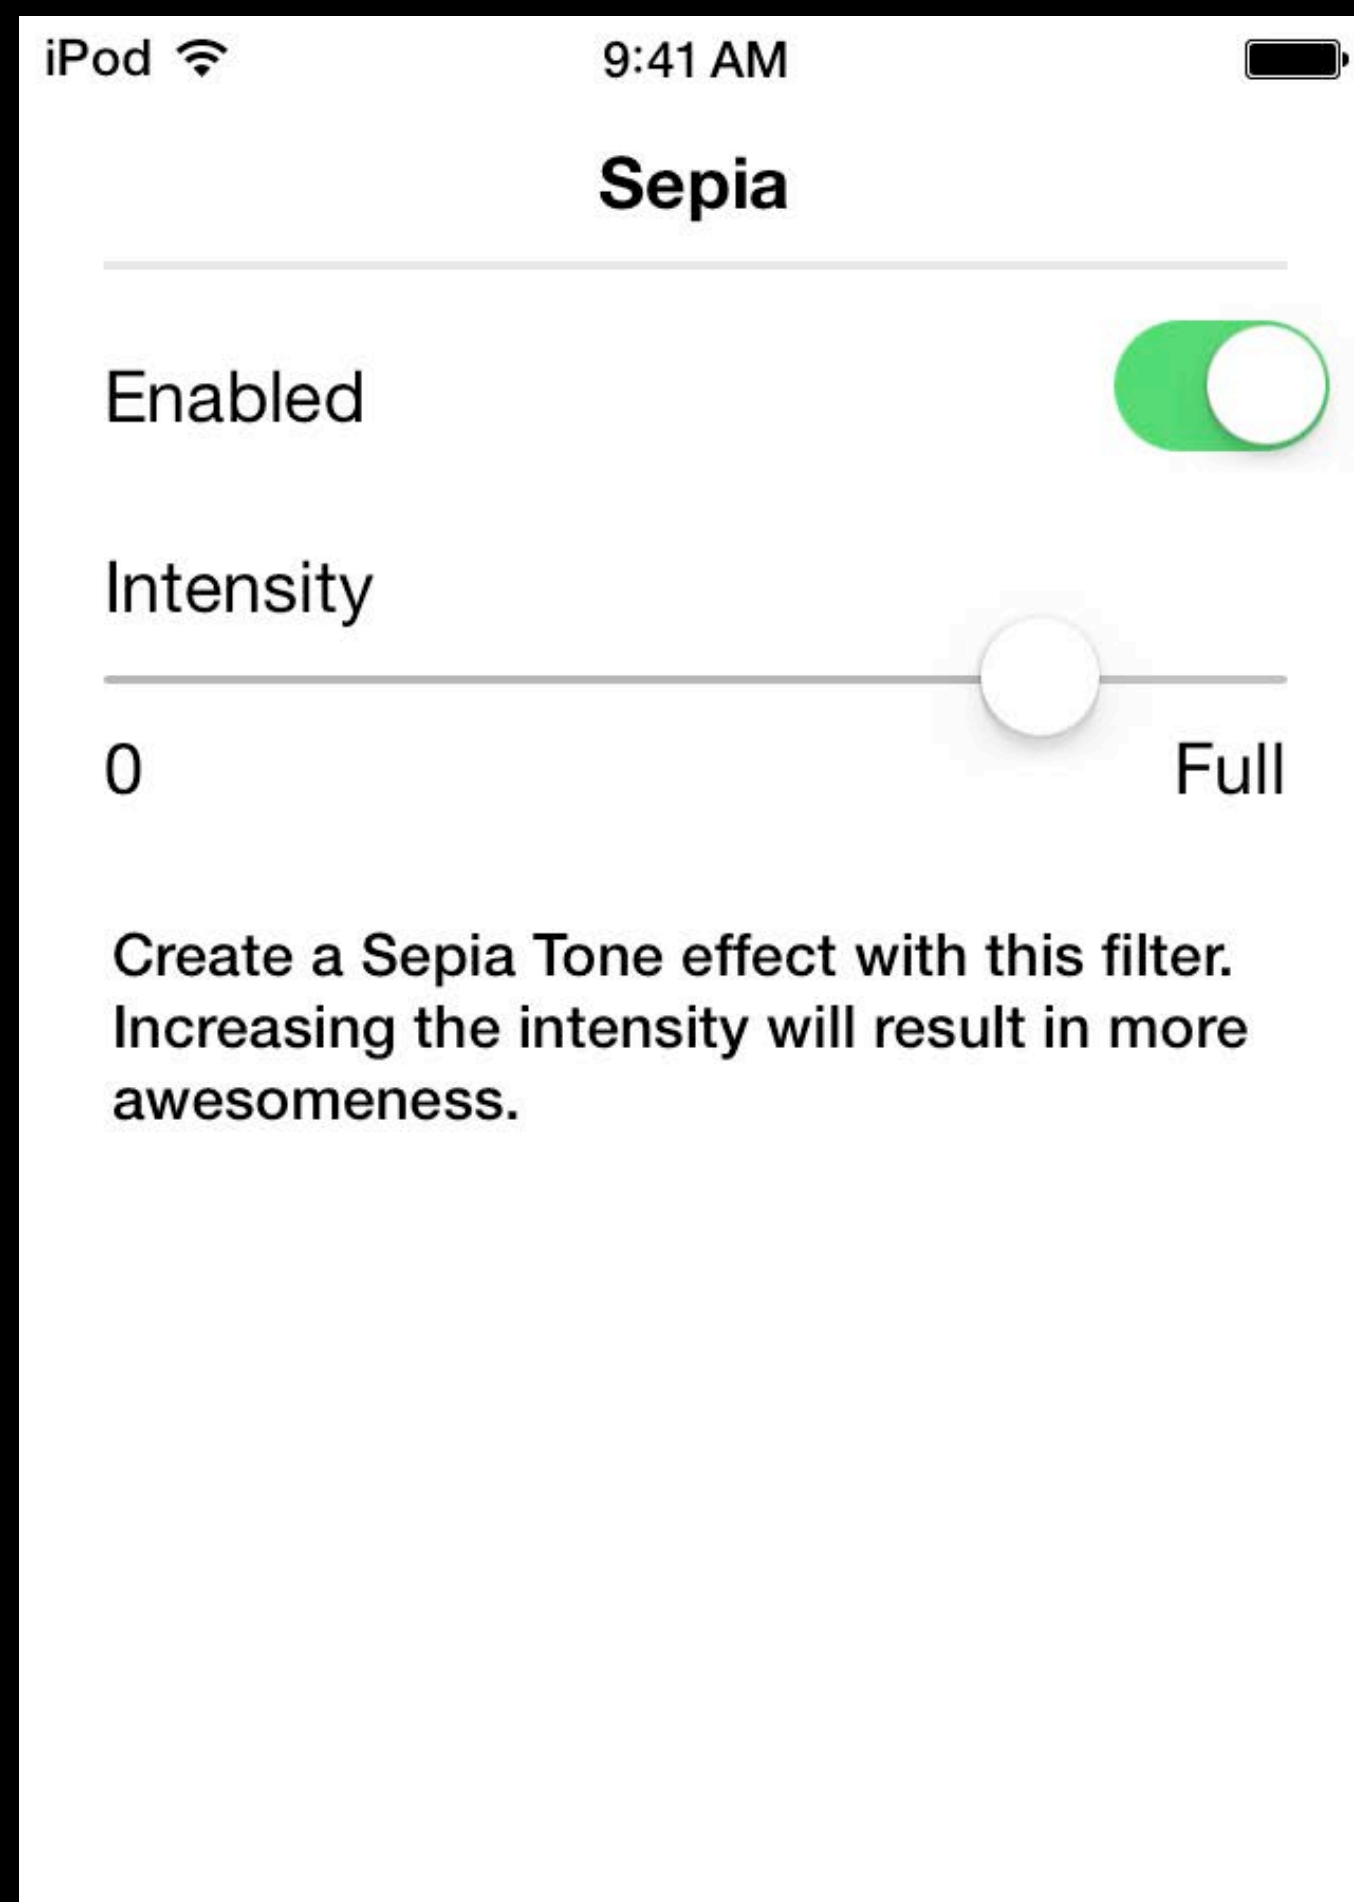 iPod
9:41 AM
Sepia
Enabled
Intensity
0
Full
Create a Sepia Tone effect with this filter.
Increasing the intensity will result in more
awesomeness.